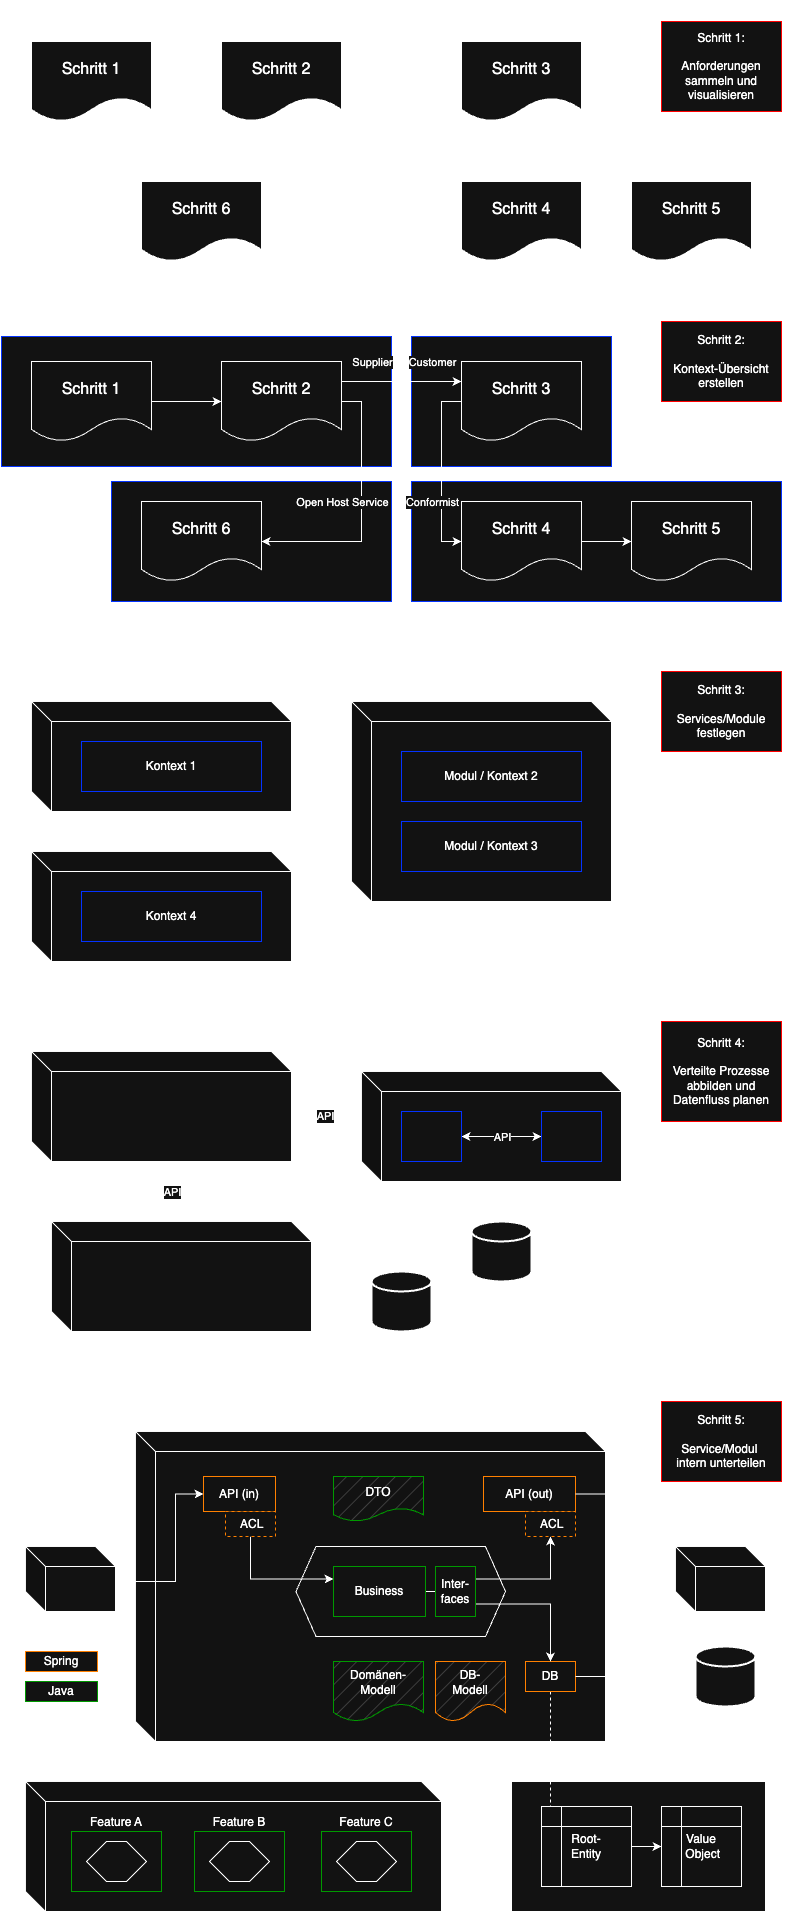 Schritt 1:
Anforderungen
sammeln und
visualisieren
Schritt 1
Schritt 2
Schritt 3
Schritt 6
Schritt 4
Schritt 5
Schritt 2:
Kontext-Übersicht
erstellen
Supplier
Customer
Schritt 1
Schritt 2
Schritt 3
Open Host Service
Conformist
Schritt 6
Schritt 4
Schritt 5
Schritt 3:
Services/Module
festlegen
Kontext 1
Modul / Kontext 2
Modul / Kontext 3
Kontext 4
Schritt 4:
Verteilte Prozesse
abbilden und
Datenfluss planen
API
API
API
Schritt 5:
Service/Modul
intern unterteilen
API (in)
DTO
API (out)
ACL
ACL
Business
Inter-
faces
Domänen-
Modell
DB-
Modell
DB
Spring
Java
Feature A
Feature B
Feature C
Root-
Entity
Value
Object